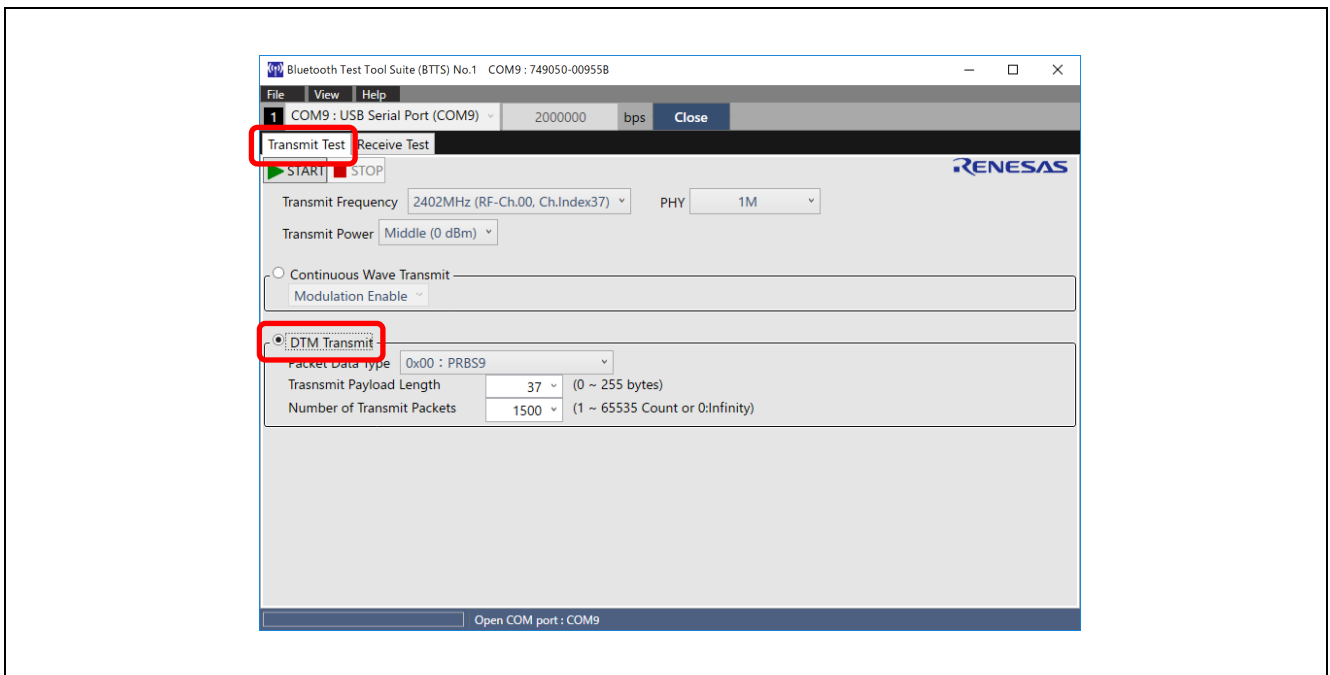 Bluetooth Test Tool Suite (BTTS) No.1 COM9 : 749050-00955B
File View Help
1 COM9 : USB Serial Port (COM9) 2000000 bps Close
Transmit Test Receive Test
START STOP RENESAS
Transmit Frequency 2402MHz (RF-Ch.00, Ch.Index37) PHY 1M
Transmit Power Middle (0 dBm)
Continuous Wave Transmit
Modulation Enable
DTM Transmit
Packet Data Type 0x00 : PRBS9
Trasnsmit Payload Length 37 (0 ~ 255 bytes)
Number of Transmit Packets 1500 (1 ~ 65535 Count or 0:Infinity)
Open COM port : COM9